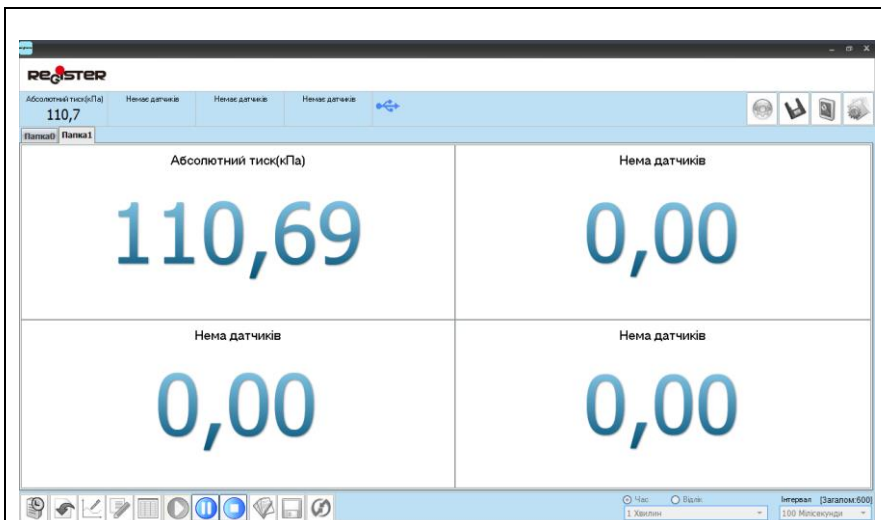 REGISTER
Абсолютний тиск(кПа) Немає датчиків Немає датчиків Немає датчиків
110,7
Папка0 Папка1
Абсолютний тиск(кПа) Нема датчиків
110,69 0,00
Нема датчиків Нема датчиків
0,00 0,00
Час Відлік Інтервал [Загалом:600]
1 Хвилин 100 Мілісекунда